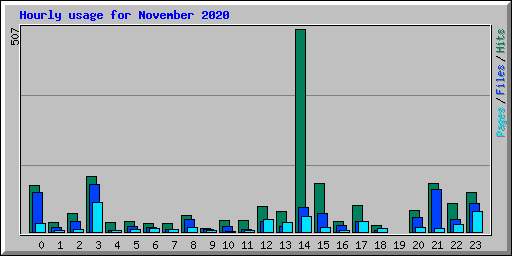 Hourly usage for November 2020
507
Pages/Files/Hits
0 1 2 3 4 5 6 7 8 9 10 11 12 13 14 15 16 17 18 19 20 21 22 23